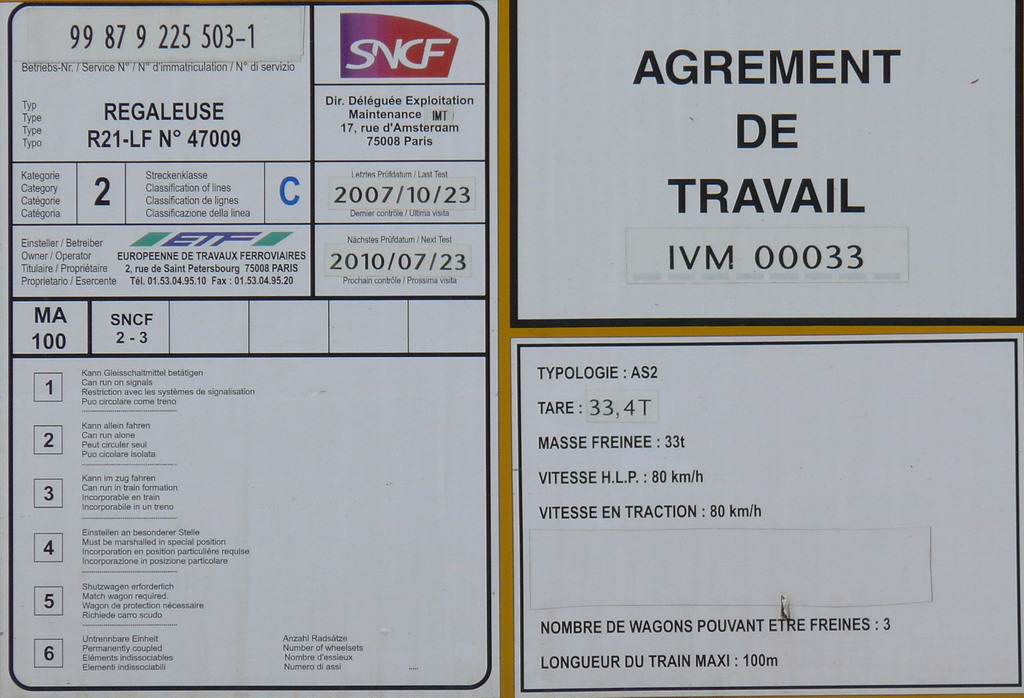 99 87 9 225 503-1
Betriebs-Nr. / Service N° / N° d'immatriculation / N° di servizio
SNCF
Typ
Type
Type
Typo
REGALEUSE
R21-LF N° 47009
Dir. Déléguée Exploitation
Maintenance IMT
17, rue d'Amsterdam
75008 Paris
Kategorie
Category
Catégorie
Catégoria
2
Streckenklasse
Classification of lines
Classification de lignes
Classificazione della linea
C
Letztes Prüfdatum / Last Test
2007/10/23
Dernier contrôle / Ultima visita
Einsteller / Betreiber
Owner / Operator
Titulaire / Propriétaire
Proprietario / Esercente
ETF
EUROPEENNE DE TRAVAUX FERROVIAIRES
2, rue de Saint Petersbourg 75008 PARIS
Tél. 01.53.04.95.10 Fax : 01.53.04.95.20
Nächstes Prüfdatum / Next Test
2010/07/23
Prochain contrôle / Prossima visita
MA
100
SNCF
2 - 3
1
Kann Gleisschaltmittel betätigen
Can run on signals
Restriction avec les systèmes de signalisation
Puo circolare come treno
2
Kann allein fahren
Can run alone
Peut circuler seul
Puo cicolare isolata
3
Kann im zug fahren
Can run in train formation
Incorporable en train
Incorporabile in un treno
4
Einstellen an besonderer Stelle
Must be marshalled in special position
Incorporation en position particulière requise
Incorporazione in posizione particolare
5
Shutzwagen erforderlich
Match wagon required.
Wagon de protection nécessaire
Richiede carro scudo
6
Untrennbare Einheit
Permanently coupled
Eléments indissociables
Elementi indissociabili
Anzahl Radsätze
Number of wheelsets
Nombre d'essieux
Numero di assi
.....
AGREMENT
DE
TRAVAIL
IVM 00033
TYPOLOGIE : AS2
TARE : 33,4T
MASSE FREINEE : 33t
VITESSE H.L.P. : 80 km/h
VITESSE EN TRACTION : 80 km/h
NOMBRE DE WAGONS POUVANT ETRE FREINES : 3
LONGUEUR DU TRAIN MAXI : 100m